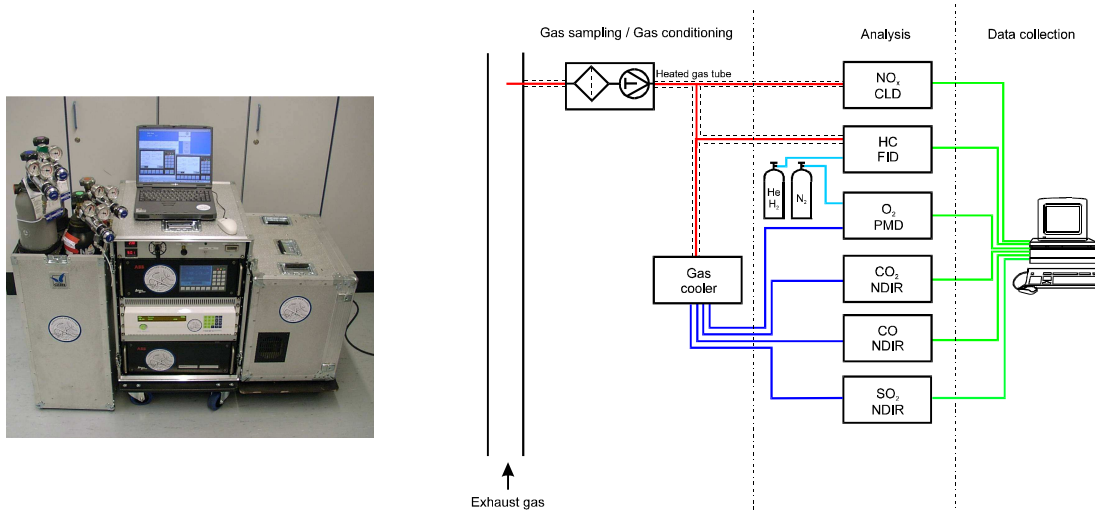 Gas sampling / Gas conditioning
Analysis
Data collection
Heated gas tube
NOx
CLD
HC
FID
He
H2
N2
O2
PMD
Gas
cooler
CO2
NDIR
CO
NDIR
SO2
NDIR
Exhaust gas
ABB